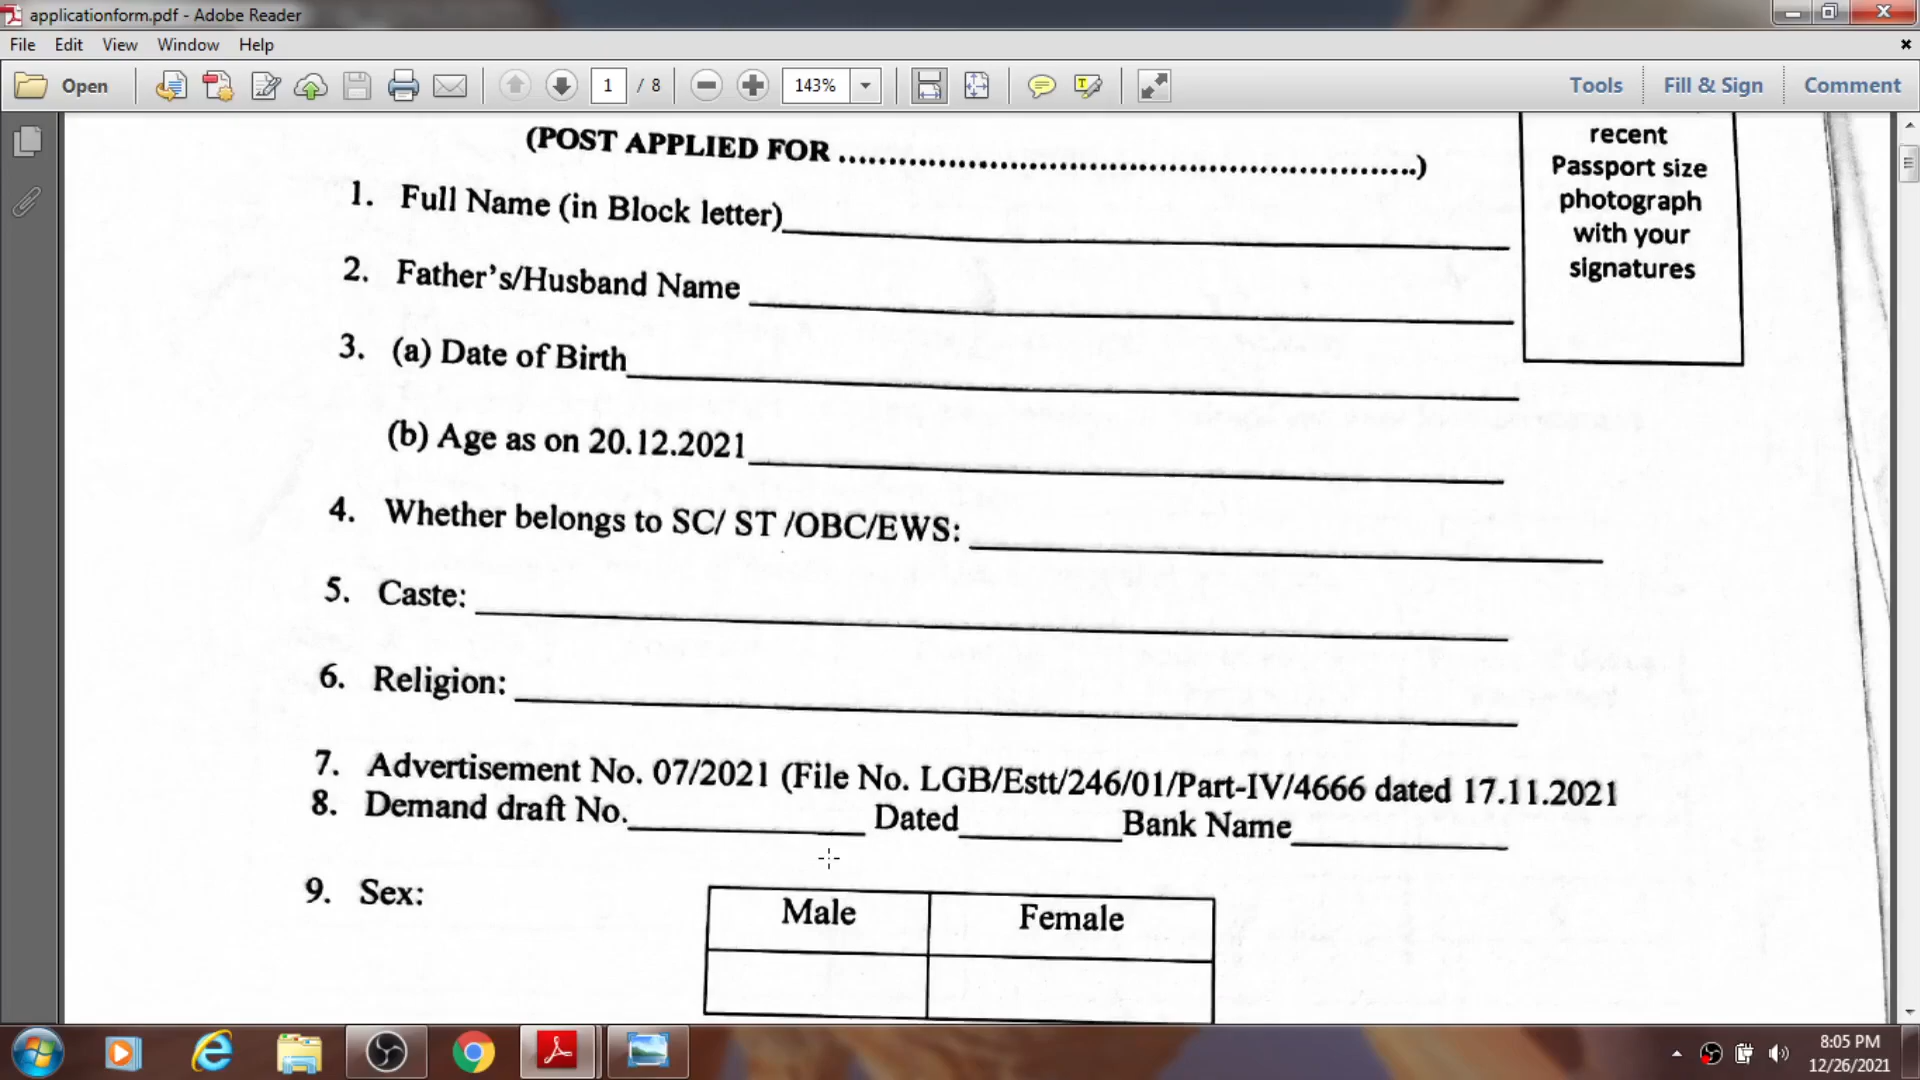 applicationform.pdf - Adobe Reader
File Edit View Window Help
Open 1 / 8 143% Tools Fill & Sign Comment
(POST APPLIED FOR ..........................................................)
recent
Passport size
photograph
with your
signatures
1. Full Name (in Block letter)
2. Father's/Husband Name
3. (a) Date of Birth
(b) Age as on 20.12.2021
4. Whether belongs to SC/ ST /OBC/EWS:
5. Caste:
6. Religion:
7. Advertisement No. 07/2021 (File No. LGB/Estt/246/01/Part-IV/4666 dated 17.11.2021
8. Demand draft No.__________ Dated________Bank Name__________
9. Sex:
Male Female
8:05 PM
12/26/2021